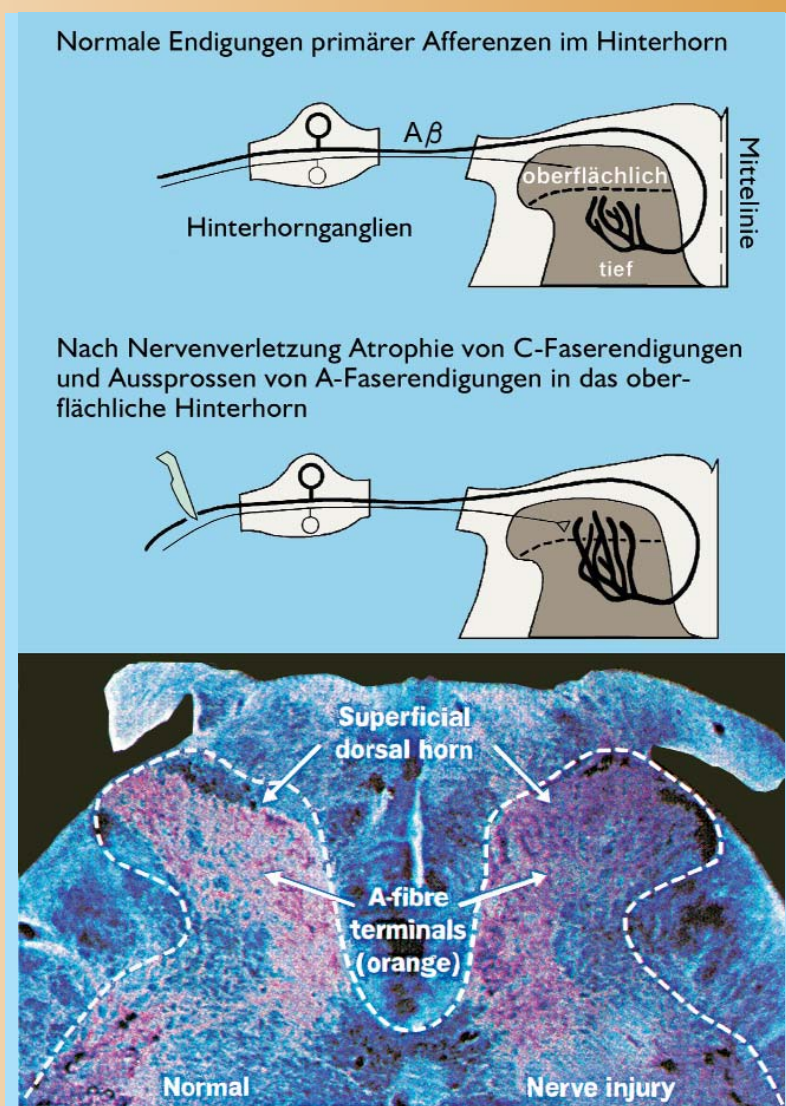 Normale Endigungen primärer Afferenzen im Hinterhorn
Aβ
oberflächlich
Mittelinie
Hinterhornganglien
tief
Nach Nervenverletzung Atrophie von C-Faserendigungen
und Aussprossen von A-Faserendigungen in das ober-
flächliche Hinterhorn
Superficial
dorsal horn
A-fibre
terminals
(orange)
Normal
Nerve injury